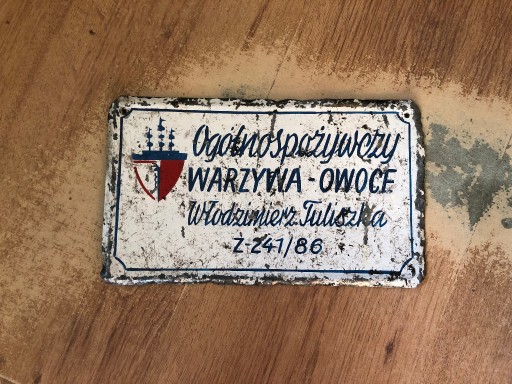 Ogólnospożywczy
WARZYWA - OWOCE
Włodzimierz Tuliszka
Z-241/86